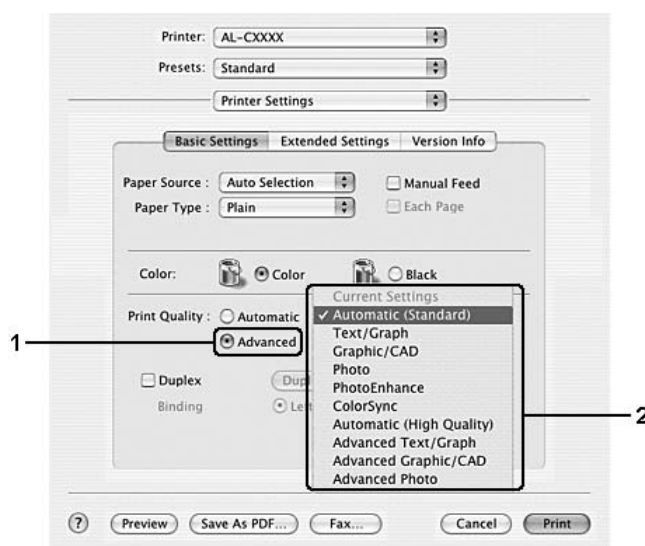 Printer: AL-CXXXX
Presets: Standard
Printer Settings
Basic Settings Extended Settings Version Info
Paper Source : Auto Selection Manual Feed
Paper Type : Plain Each Page
Color: Color Black
Print Quality : Automatic
1 Advanced
Duplex
Binding
Current Settings
✓ Automatic (Standard)
Text/Graph
Graphic/CAD
Photo
PhotoEnhance
ColorSync
Automatic (High Quality)
Advanced Text/Graph
Advanced Graphic/CAD
Advanced Photo
2
? Preview Save As PDF... Fax... Cancel Print